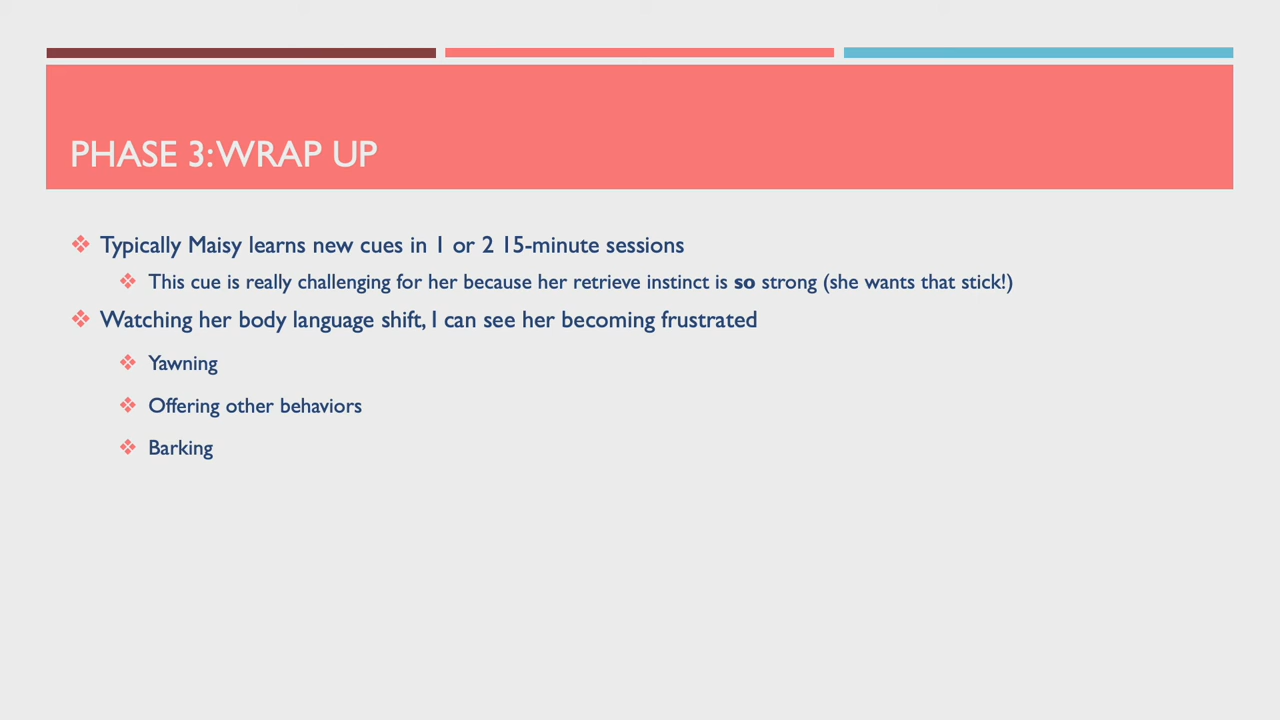 PHASE 3: WRAP UP
Typically Maisy learns new cues in 1 or 2 15-minute sessions
This cue is really challenging for her because her retrieve instinct is so strong (she wants that stick!)
Watching her body language shift, I can see her becoming frustrated
Yawning
Offering other behaviors
Barking